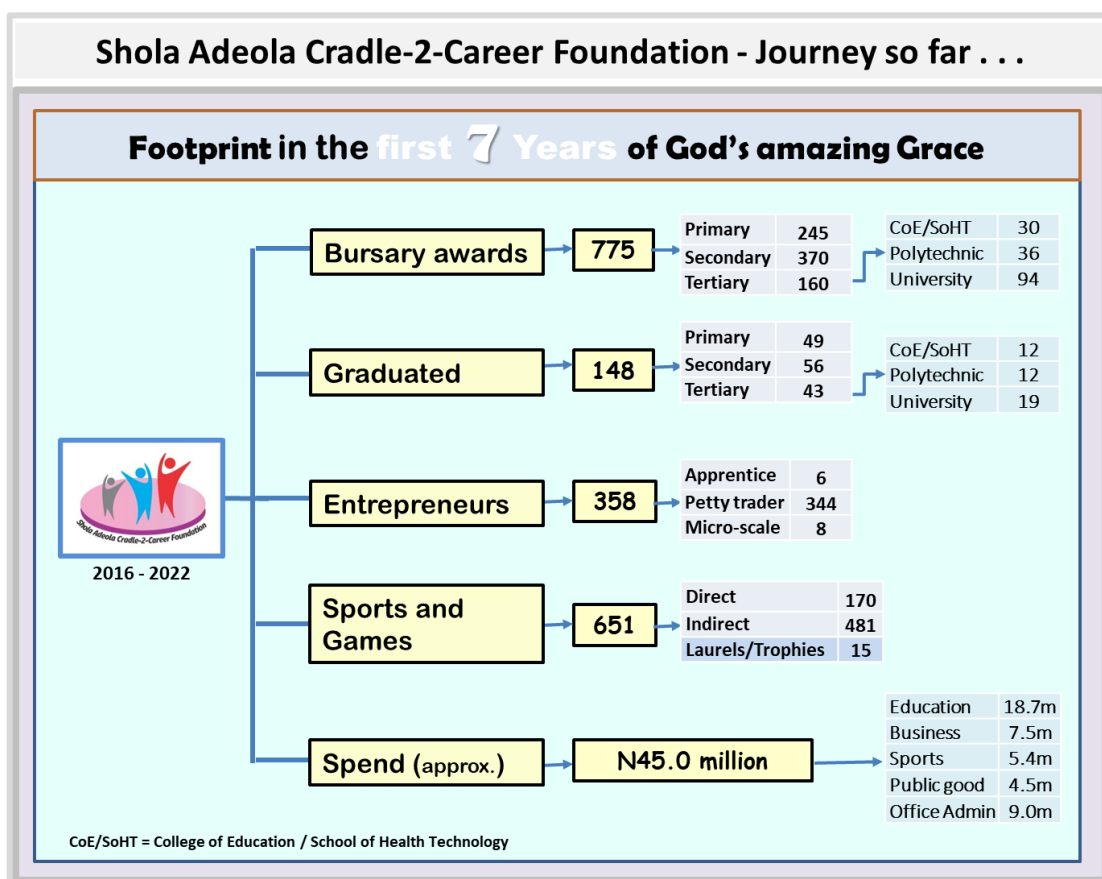 Shola Adeola Cradle-2-Career Foundation - Journey so far . . .
Footprint in the first 7 Years of God's amazing Grace
Bursary awards
775
Primary 245
Secondary 370
Tertiary 160
CoE/SoHT 30
Polytechnic 36
University 94
Graduated
148
Primary 49
Secondary 56
Tertiary 43
CoE/SoHT 12
Polytechnic 12
University 19
Shola Adeola Cradle-2-Career Foundation
2016 - 2022
Entrepreneurs
358
Apprentice 6
Petty trader 344
Micro-scale 8
Sports and
Games
651
Direct 170
Indirect 481
Laurels/Trophies 15
Spend (approx.)
N45.0 million
Education 18.7m
Business 7.5m
Sports 5.4m
Public good 4.5m
Office Admin 9.0m
CoE/SoHT = College of Education / School of Health Technology